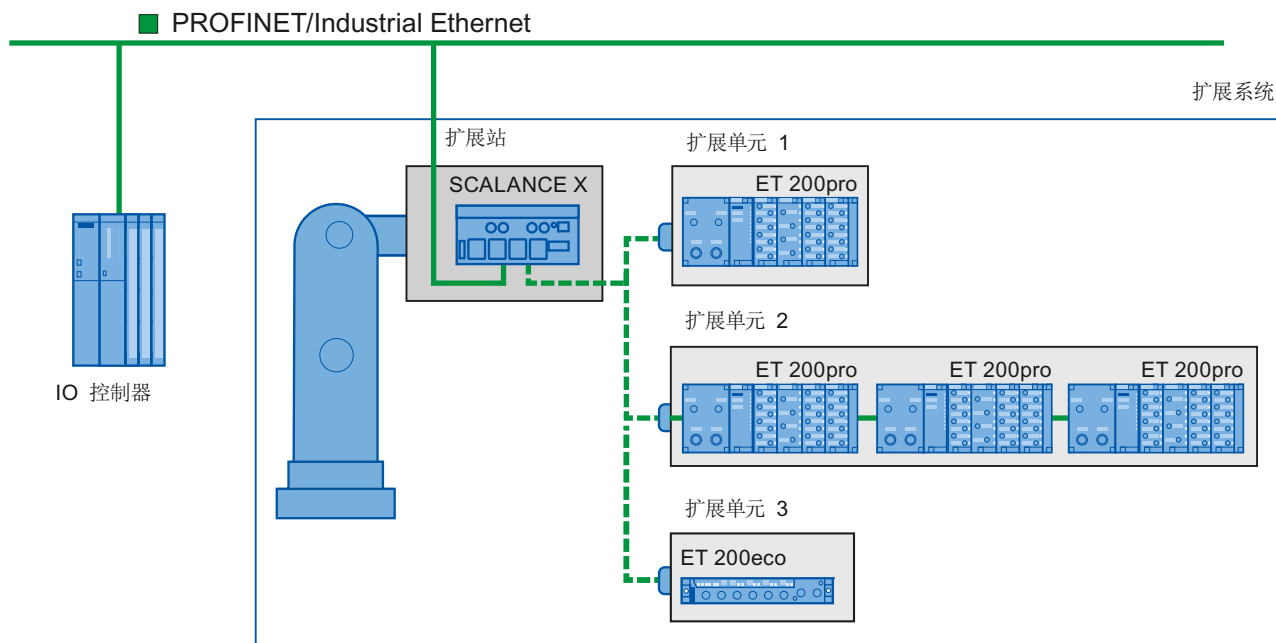 PROFINET/Industrial Ethernet
扩展系统
扩展站
扩展单元 1
SCALANCE X
ET 200pro
扩展单元 2
IO 控制器
ET 200pro
ET 200pro
ET 200pro
扩展单元 3
ET 200eco